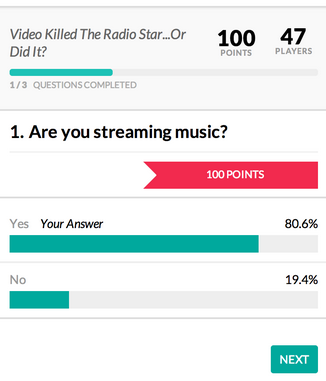 Video Killed The Radio Star...Or
Did It?
100
POINTS
47
PLAYERS
1 / 3 QUESTIONS COMPLETED
1. Are you streaming music?
100 POINTS
Yes Your Answer 80.6%
No 19.4%
NEXT